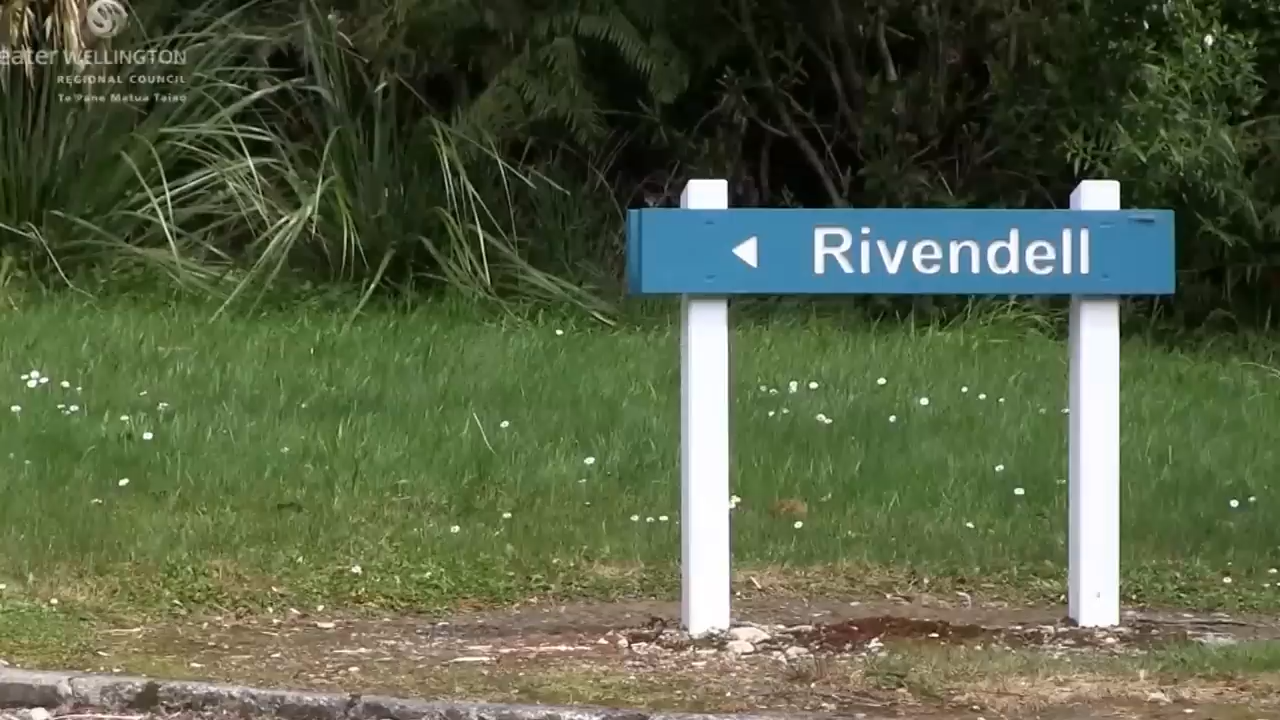 eater WELLINGTON
REGIONAL COUNCIL
Te Pane Matua Taiao
Rivendell